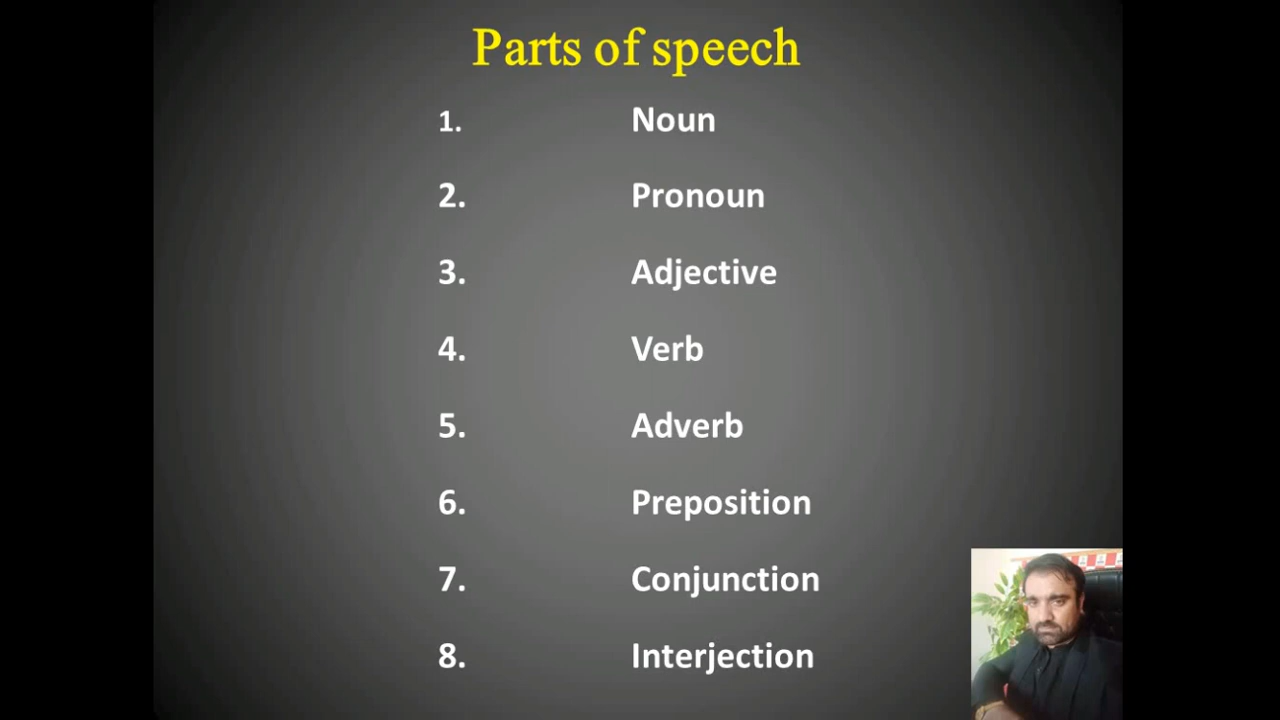 Parts of speech
1. Noun
2. Pronoun
3. Adjective
4. Verb
5. Adverb
6. Preposition
7. Conjunction
8. Interjection